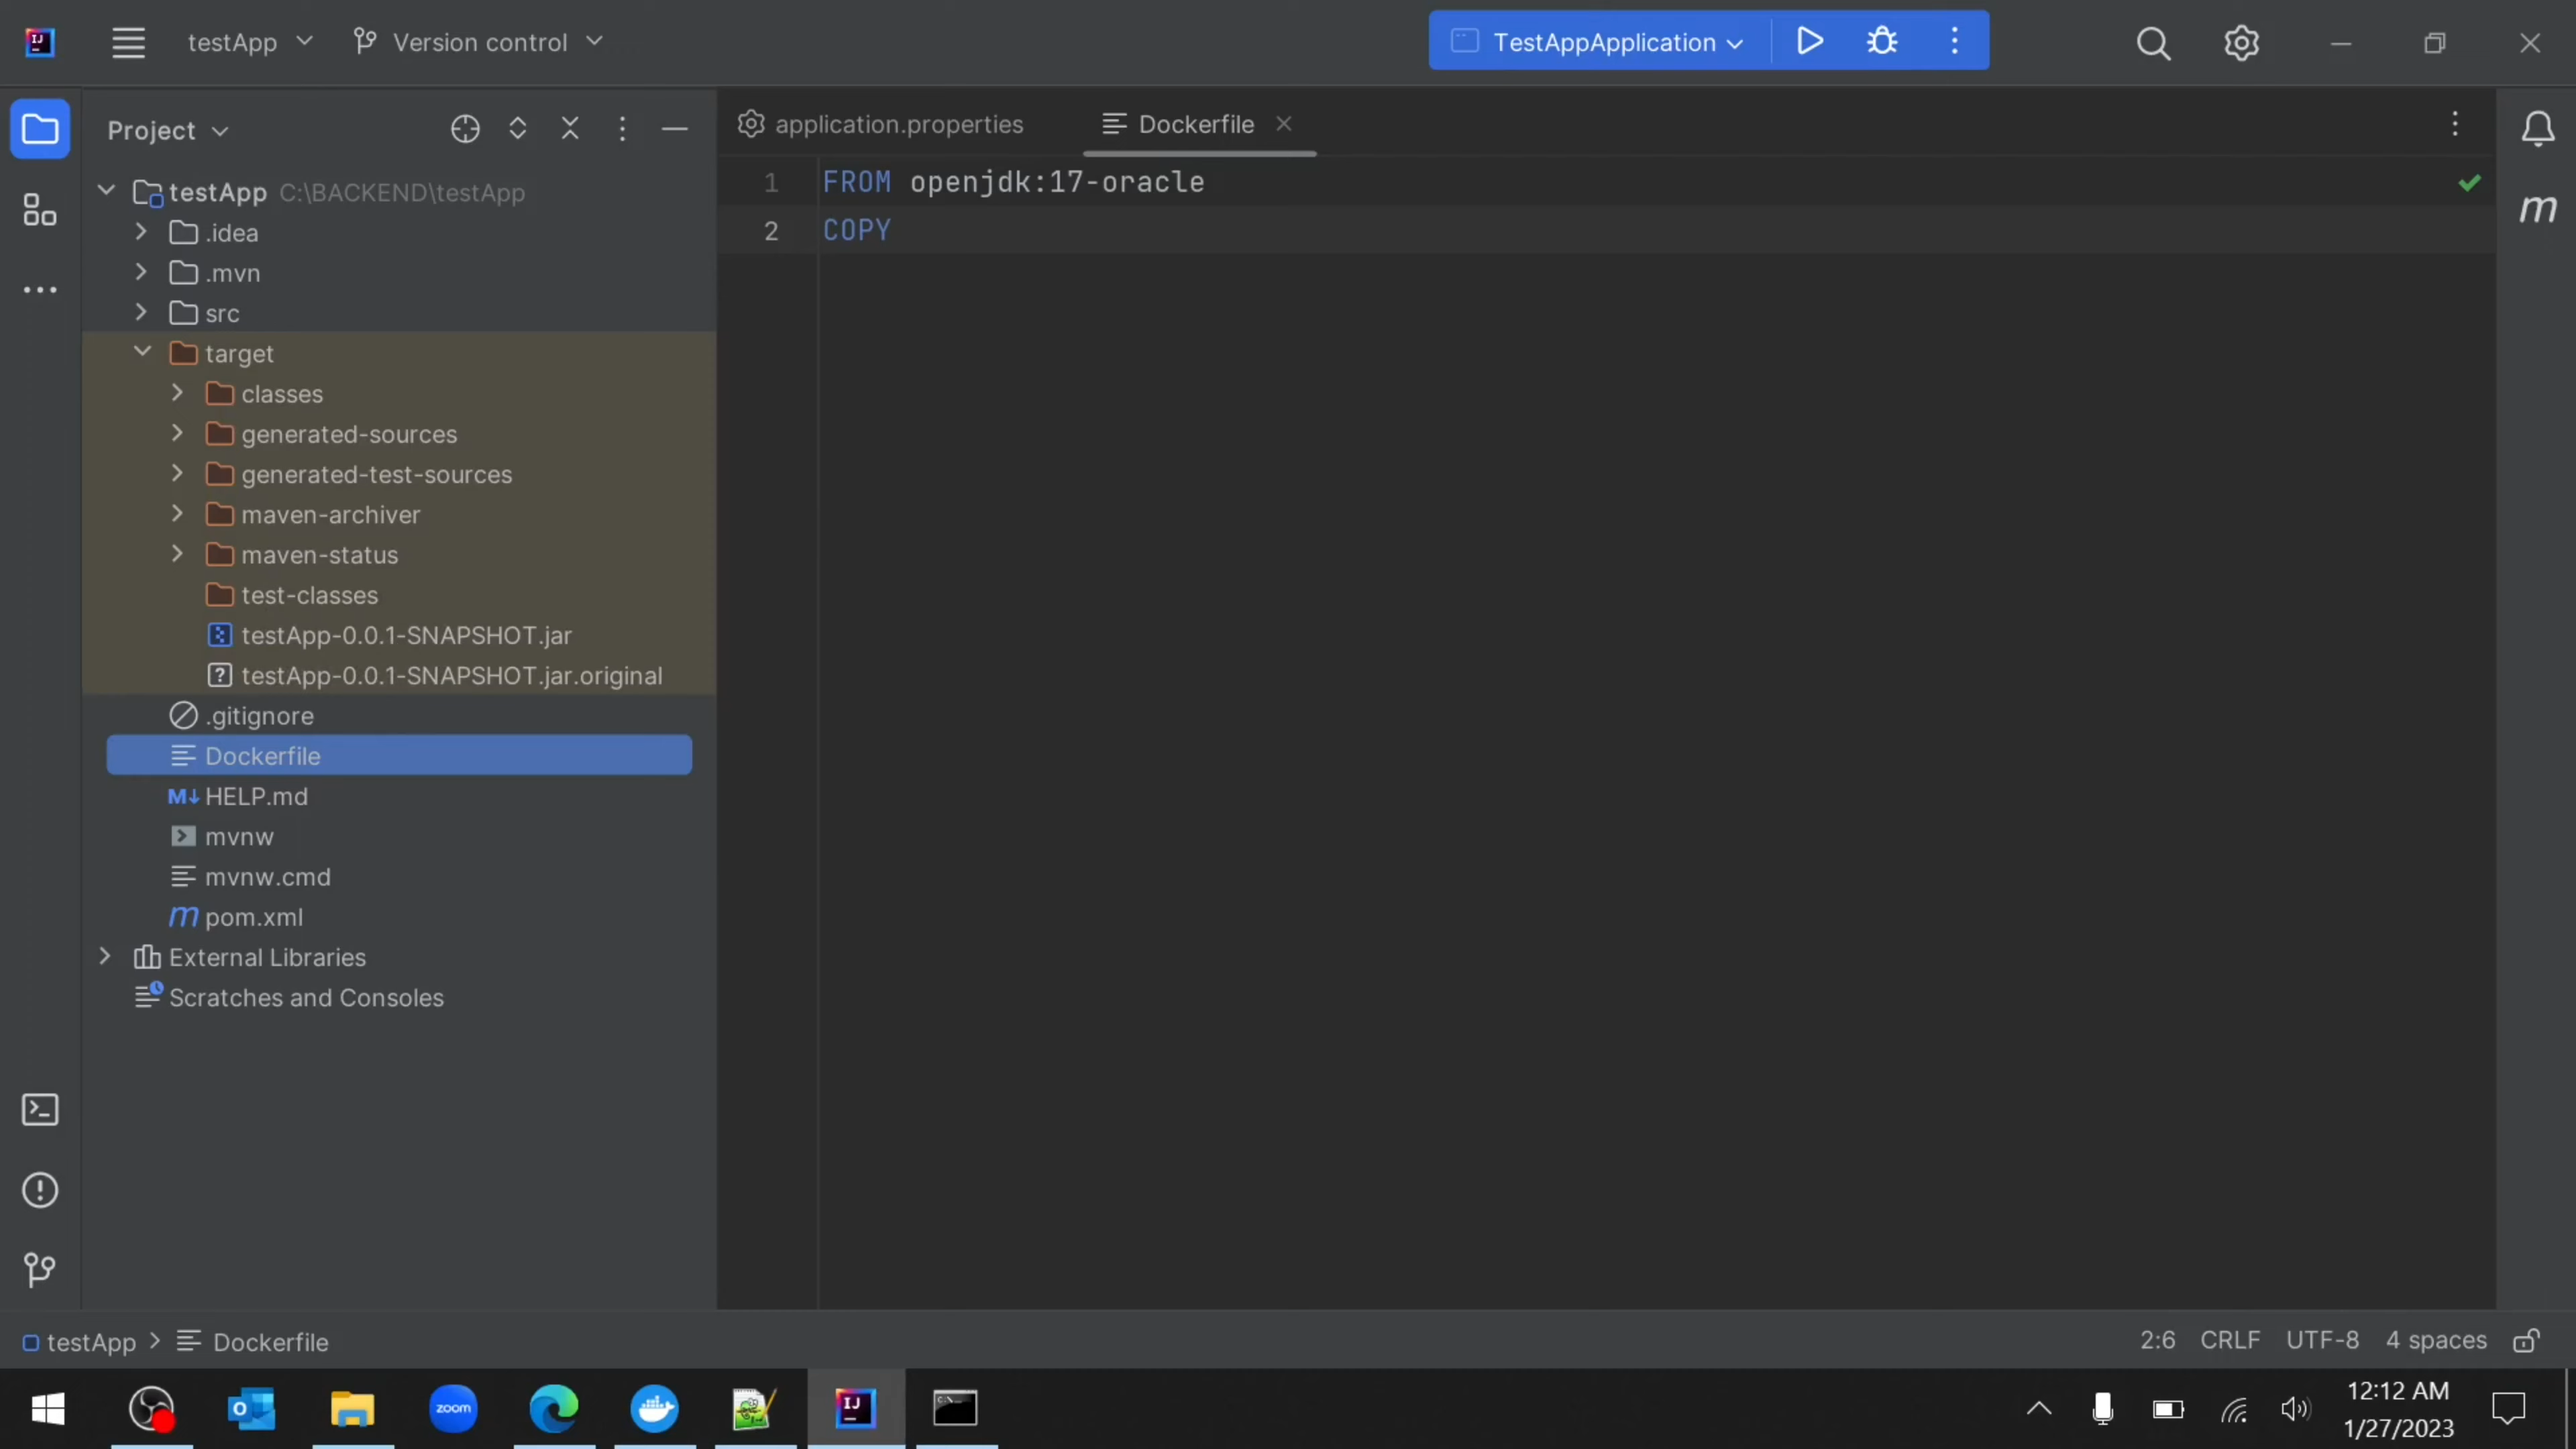 testApp
Version control
TestAppApplication
Project
application.properties
Dockerfile
testApp C:\BACKEND\testApp
.idea
.mvn
src
target
classes
generated-sources
generated-test-sources
maven-archiver
maven-status
test-classes
testApp-0.0.1-SNAPSHOT.jar
testApp-0.0.1-SNAPSHOT.jar.original
.gitignore
Dockerfile
HELP.md
mvnw
mvnw.cmd
pom.xml
External Libraries
Scratches and Consoles
1 FROM openjdk:17-oracle
2 COPY
testApp > Dockerfile
2:6 CRLF UTF-8 4 spaces
zoom
12:12 AM
1/27/2023